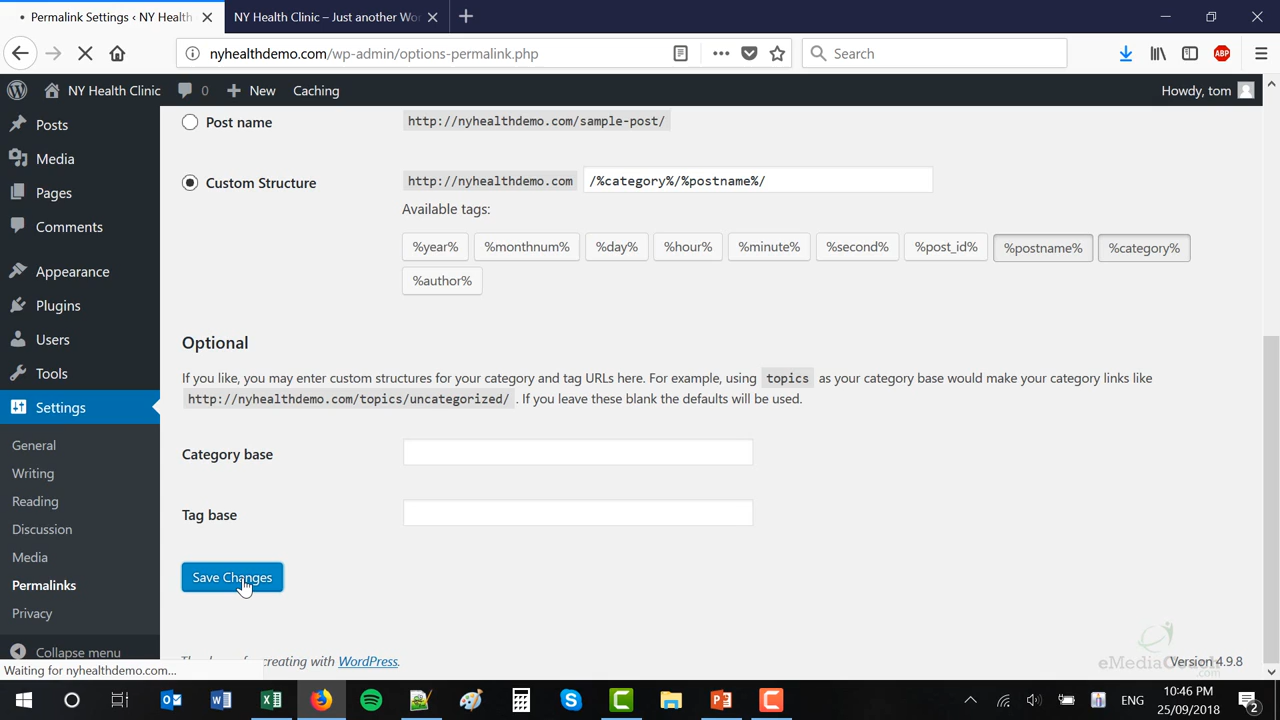 Permalink Settings ‹ NY Health
NY Health Clinic – Just another Wo
nyhealthdemo.com/wp-admin/options-permalink.php
Search
ABP
NY Health Clinic
0
New
Caching
Howdy, tom
Posts
Media
Pages
Comments
Appearance
Plugins
Users
Tools
Settings
General
Writing
Reading
Discussion
Media
Permalinks
Privacy
Collapse menu
Post name
http://nyhealthdemo.com/sample-post/
Custom Structure
http://nyhealthdemo.com
/%category%/%postname%/
Available tags:
%year%
%monthnum%
%day%
%hour%
%minute%
%second%
%post_id%
%postname%
%category%
%author%
Optional
If you like, you may enter custom structures for your category and tag URLs here. For example, using topics as your category base would make your category links like
http://nyhealthdemo.com/topics/uncategorized/ . If you leave these blank the defaults will be used.
Category base
Tag base
Save Changes
creating with WordPress.
Version 4.9.8
eMediaCoach
Waiting for nyhealthdemo.com…
ENG
10:46 PM
25/09/2018
2